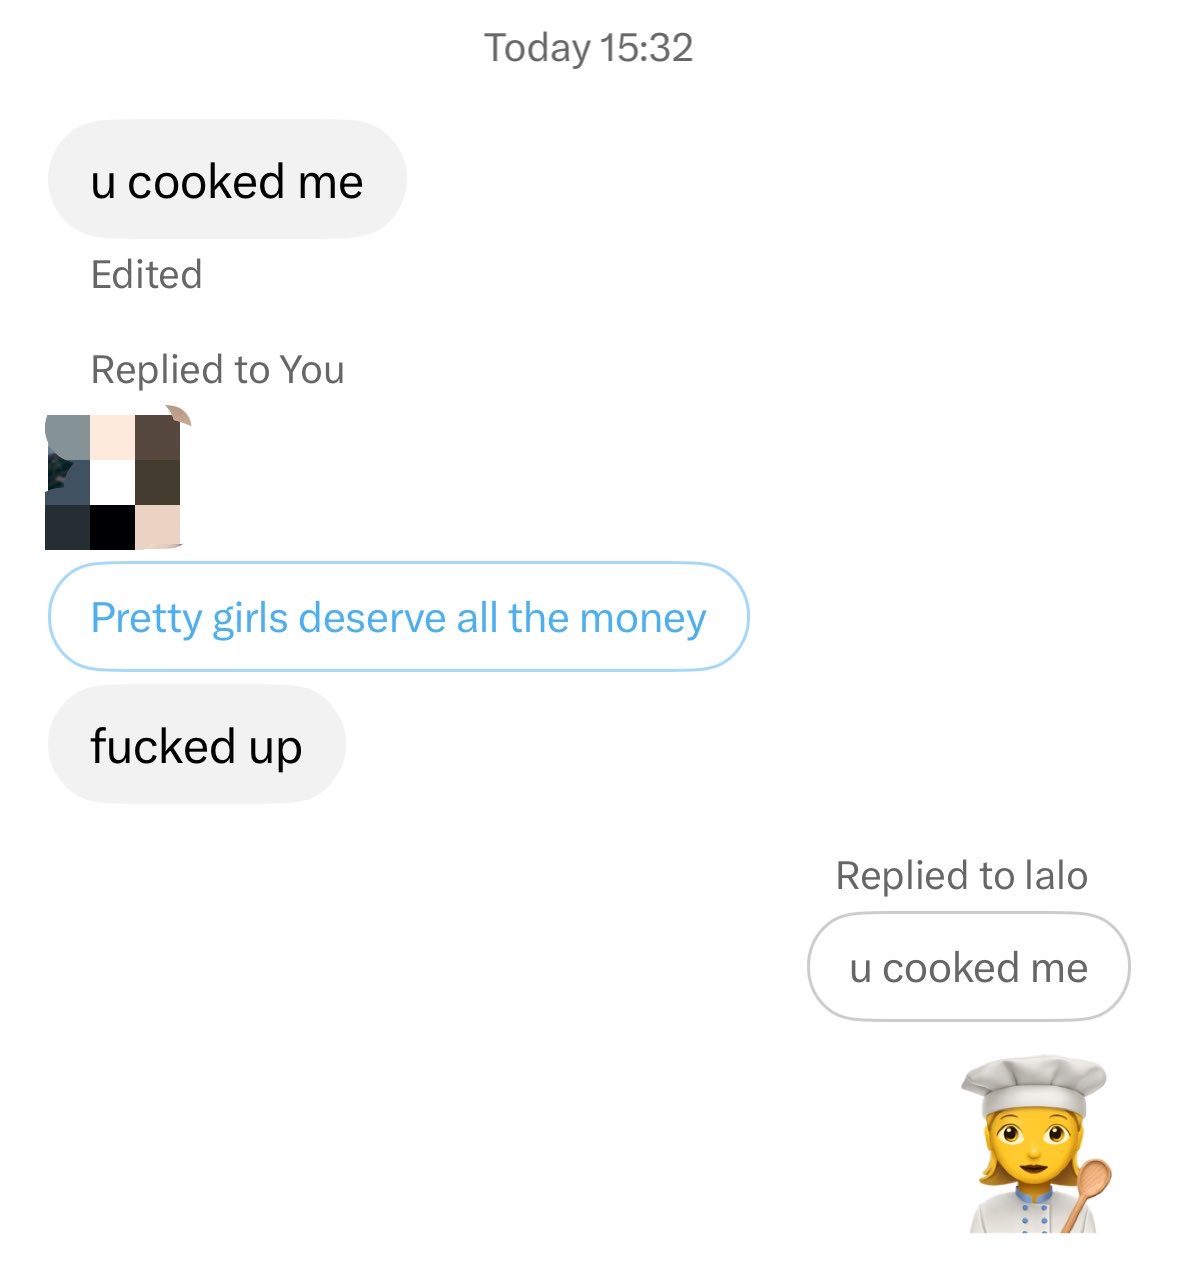 Today 15:32
u cooked me
Edited
Replied to You
Pretty girls deserve all the money
fucked up
Replied to lalo
u cooked me